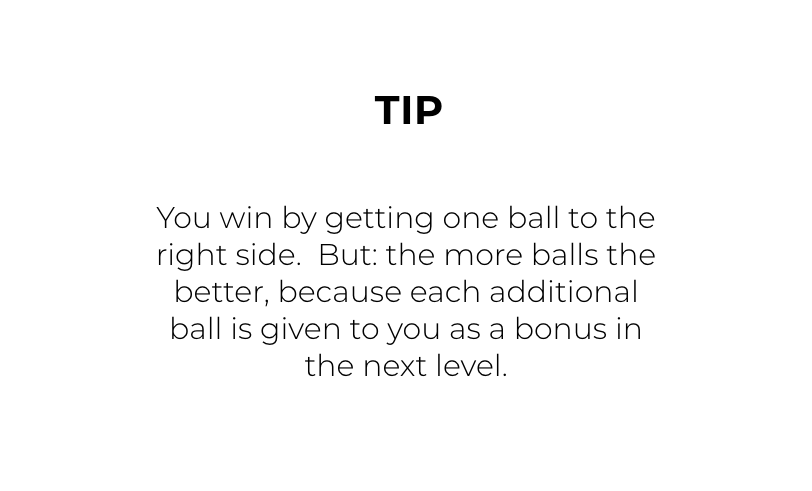 TIP
You win by getting one ball to the
right side.  But: the more balls the
better, because each additional
ball is given to you as a bonus in
the next level.